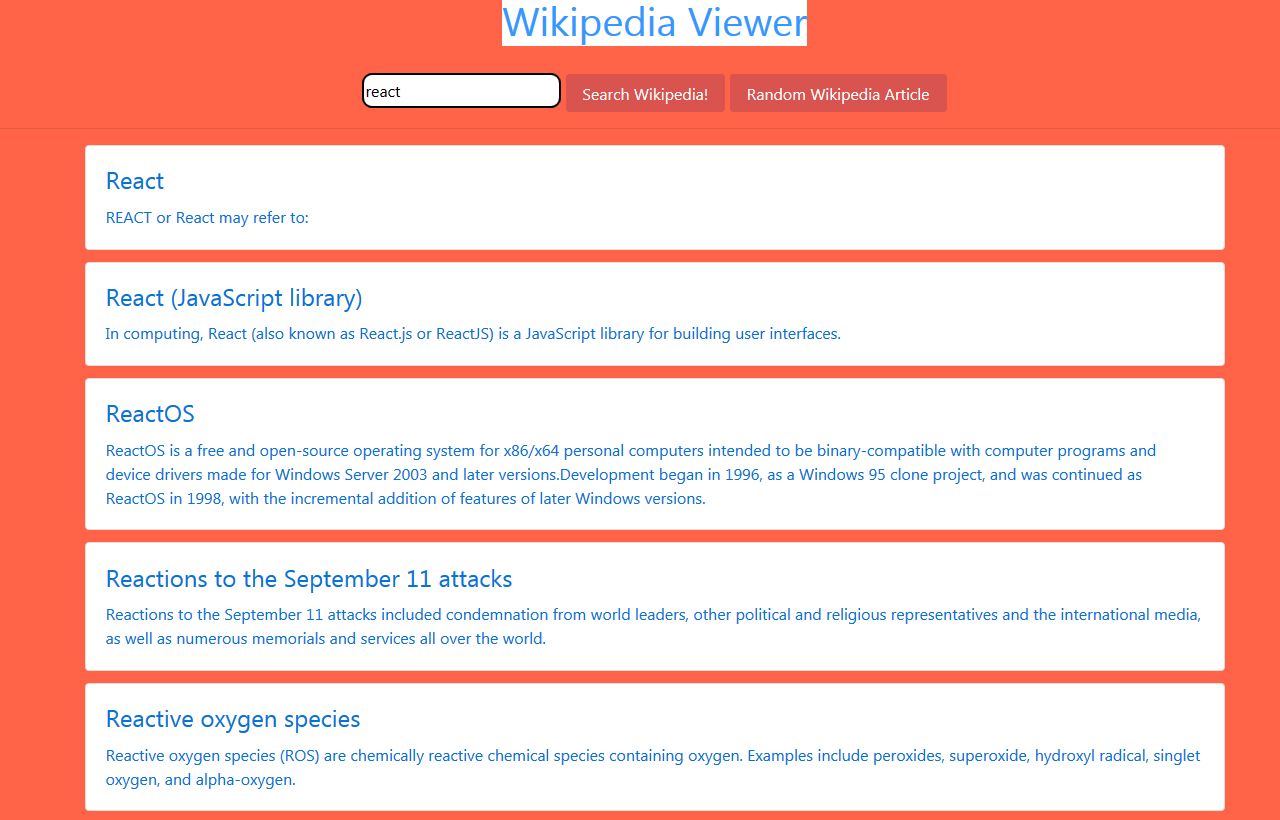 Wikipedia Viewer
react
Search Wikipedia!
Random Wikipedia Article
React
REACT or React may refer to:
React (JavaScript library)
In computing, React (also known as React.js or ReactJS) is a JavaScript library for building user interfaces.
ReactOS
ReactOS is a free and open-source operating system for x86/x64 personal computers intended to be binary-compatible with computer programs and
device drivers made for Windows Server 2003 and later versions.Development began in 1996, as a Windows 95 clone project, and was continued as
ReactOS in 1998, with the incremental addition of features of later Windows versions.
Reactions to the September 11 attacks
Reactions to the September 11 attacks included condemnation from world leaders, other political and religious representatives and the international media,
as well as numerous memorials and services all over the world.
Reactive oxygen species
Reactive oxygen species (ROS) are chemically reactive chemical species containing oxygen. Examples include peroxides, superoxide, hydroxyl radical, singlet
oxygen, and alpha-oxygen.